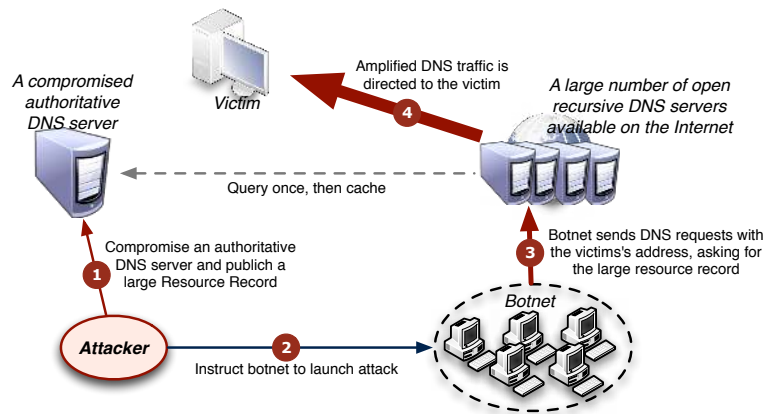 A compromised
authoritative
DNS server
Victim
Amplified DNS traffic is
directed to the victim
4
A large number of open
recursive DNS servers
available on the Internet
Query once, then cache
1
Compromise an authoritative
DNS server and publich a
large Resource Record
3
Botnet sends DNS requests with
the victims's address, asking for
the large resource record
Botnet
Attacker
2
Instruct botnet to launch attack